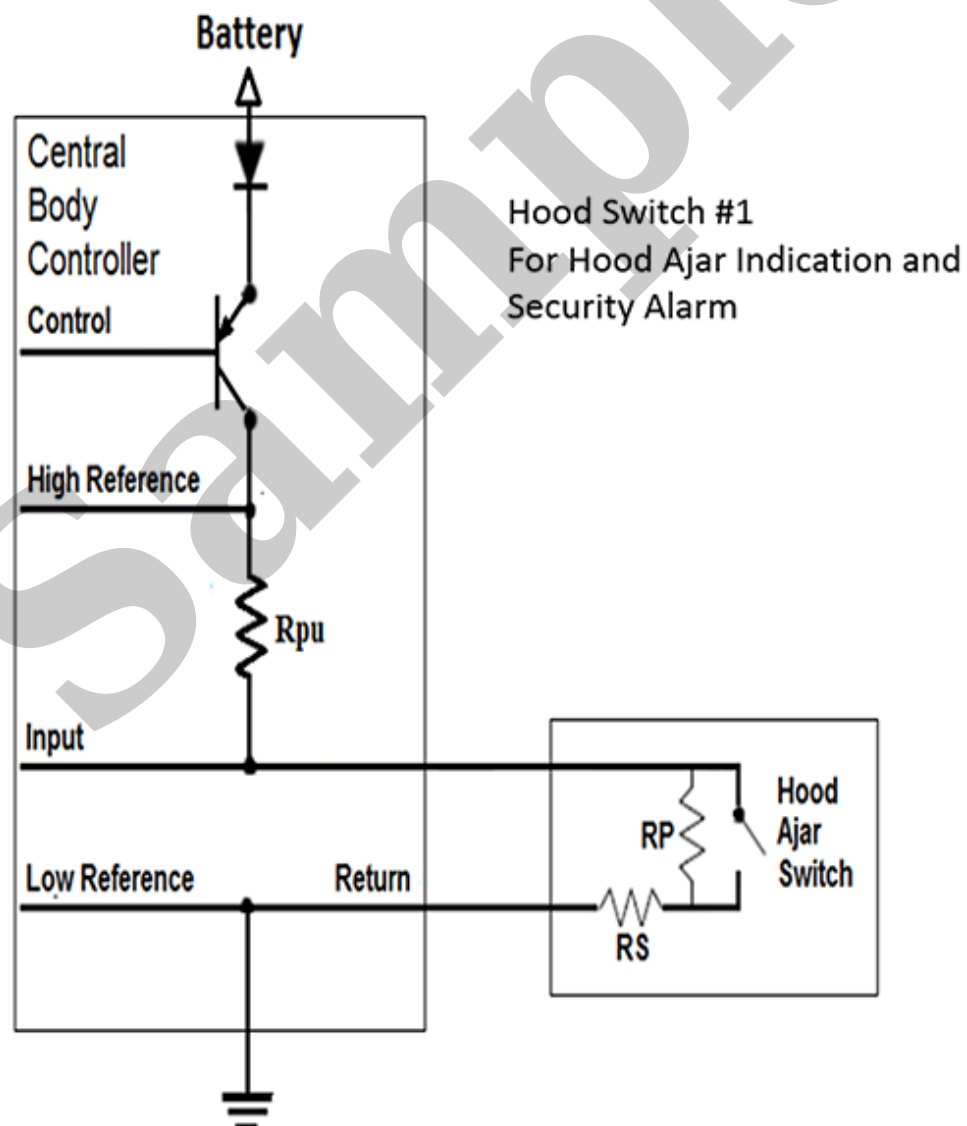 Battery
Central
Body
Controller
Control
High Reference
Rpu
Input
Low Reference
Return
Hood Switch #1
For Hood Ajar Indication and
Security Alarm
RP
Hood
Ajar
Switch
RS
Sample